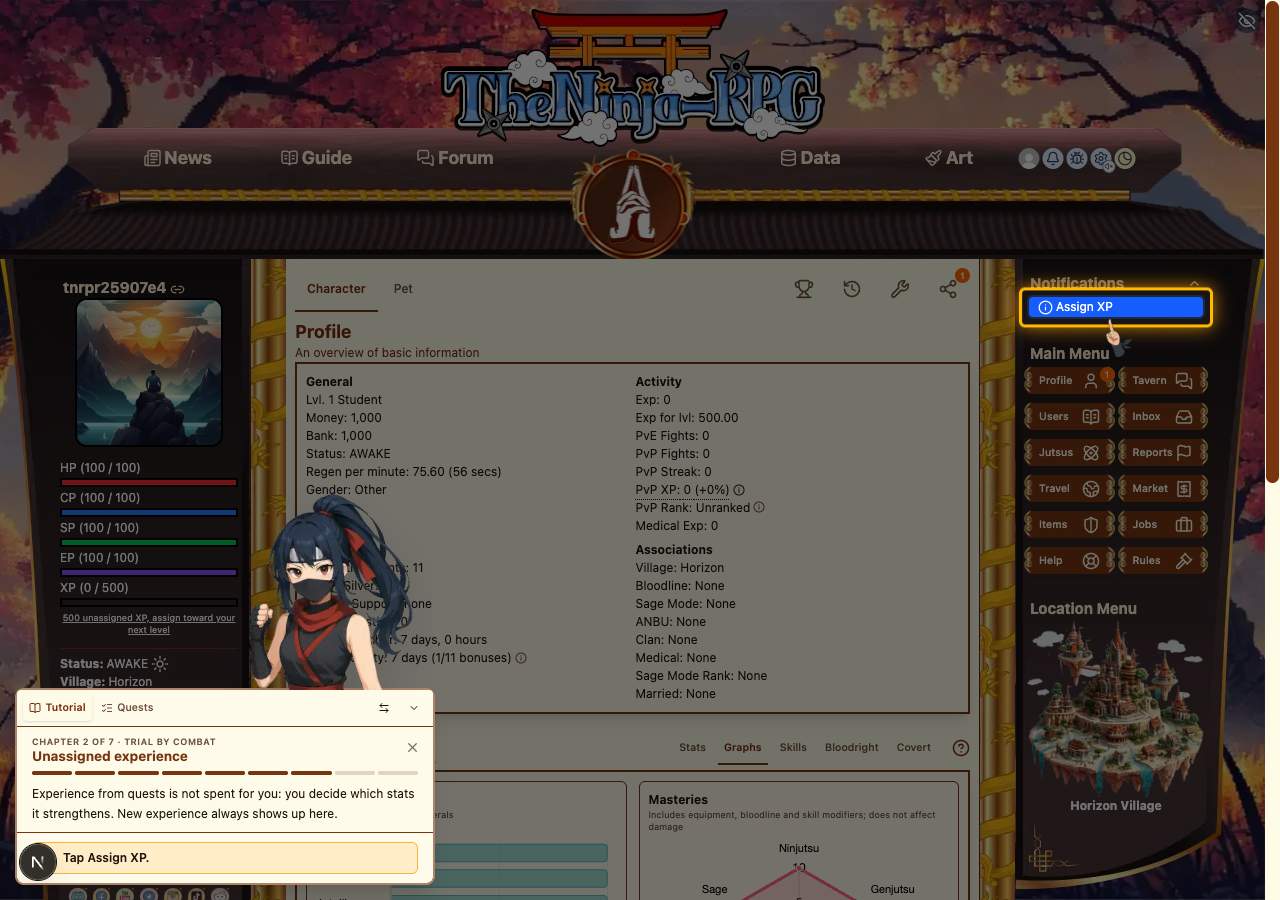 TheNinja-RPG
News
Guide
Forum
Data
Art
tnrpr25907e4
HP (100 / 100)
CP (100 / 100)
SP (100 / 100)
EP (100 / 100)
XP (0 / 500)
500 unassigned XP, assign toward your
next level
Status: AWAKE
Village: Horizon
Character
Pet
1
Profile
An overview of basic information
General
Lvl. 1 Student
Money: 1,000
Bank: 1,000
Status: AWAKE
Regen per minute: 75.60 (56 secs)
Gender: Other
Activity
Exp: 0
Exp for lvl: 500.00
PvE Fights: 0
PvP Fights: 0
PvP Streak: 0
PvP XP: 0 (+0%)
PvP Rank: Unranked
Medical Exp: 0
Associations
Village: Horizon
Bloodline: None
Sage Mode: None
ANBU: None
Clan: None
Medical: None
Sage Mode Rank: None
Married: None
: 11
7 days, 0 hours
7 days (1/11 bonuses)
Stats
Graphs
Skills
Bloodright
Covert
Masteries
Includes equipment, bloodline and skill modifiers; does not affect
damage
Ninjutsu
10
Sage
Genjutsu
Notifications
Assign XP
Main Menu
Profile
1
Tavern
Users
Inbox
Jutsus
Reports
Travel
Market
Items
Jobs
Help
Rules
Location Menu
Horizon Village
Tutorial
Quests
CHAPTER 2 OF 7 · TRIAL BY COMBAT
Unassigned experience
Experience from quests is not spent for you: you decide which stats
it strengthens. New experience always shows up here.
N
Tap Assign XP.